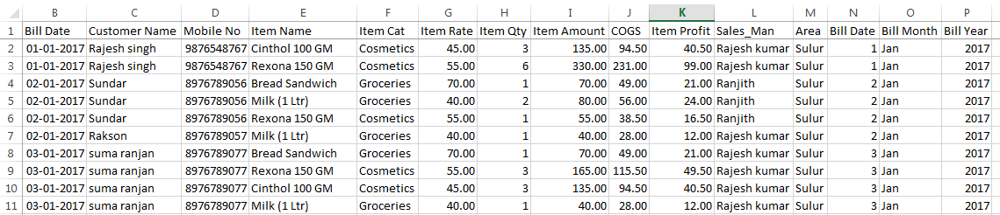 B C D E F G H I J K L M N O P
1 Bill Date Customer Name Mobile No Item Name Item Cat Item Rate Item Qty Item Amount COGS Item Profit Sales_Man Area Bill Date Bill Month Bill Year
2 01-01-2017 Rajesh singh 9876548767 Cinthol 100 GM Cosmetics 45.00 3 135.00 94.50 40.50 Rajesh kumar Sulur 1 Jan 2017
3 01-01-2017 Rajesh singh 9876548767 Rexona 150 GM Cosmetics 55.00 6 330.00 231.00 99.00 Rajesh kumar Sulur 1 Jan 2017
4 02-01-2017 Sundar 8976789056 Bread Sandwich Groceries 70.00 1 70.00 49.00 21.00 Ranjith Sulur 2 Jan 2017
5 02-01-2017 Sundar 8976789056 Milk (1 Ltr) Groceries 40.00 2 80.00 56.00 24.00 Ranjith Sulur 2 Jan 2017
6 02-01-2017 Sundar 8976789056 Rexona 150 GM Cosmetics 55.00 1 55.00 38.50 16.50 Ranjith Sulur 2 Jan 2017
7 02-01-2017 Rakson 8976789057 Milk (1 Ltr) Groceries 40.00 1 40.00 28.00 12.00 Rajesh kumar Sulur 2 Jan 2017
8 03-01-2017 suma ranjan 8976789077 Bread Sandwich Groceries 70.00 1 70.00 49.00 21.00 Rajesh kumar Sulur 3 Jan 2017
9 03-01-2017 suma ranjan 8976789077 Rexona 150 GM Cosmetics 55.00 3 165.00 115.50 49.50 Rajesh kumar Sulur 3 Jan 2017
10 03-01-2017 suma ranjan 8976789077 Cinthol 100 GM Cosmetics 45.00 3 135.00 94.50 40.50 Rajesh kumar Sulur 3 Jan 2017
11 03-01-2017 suma ranjan 8976789077 Milk (1 Ltr) Groceries 40.00 1 40.00 28.00 12.00 Rajesh kumar Sulur 3 Jan 2017